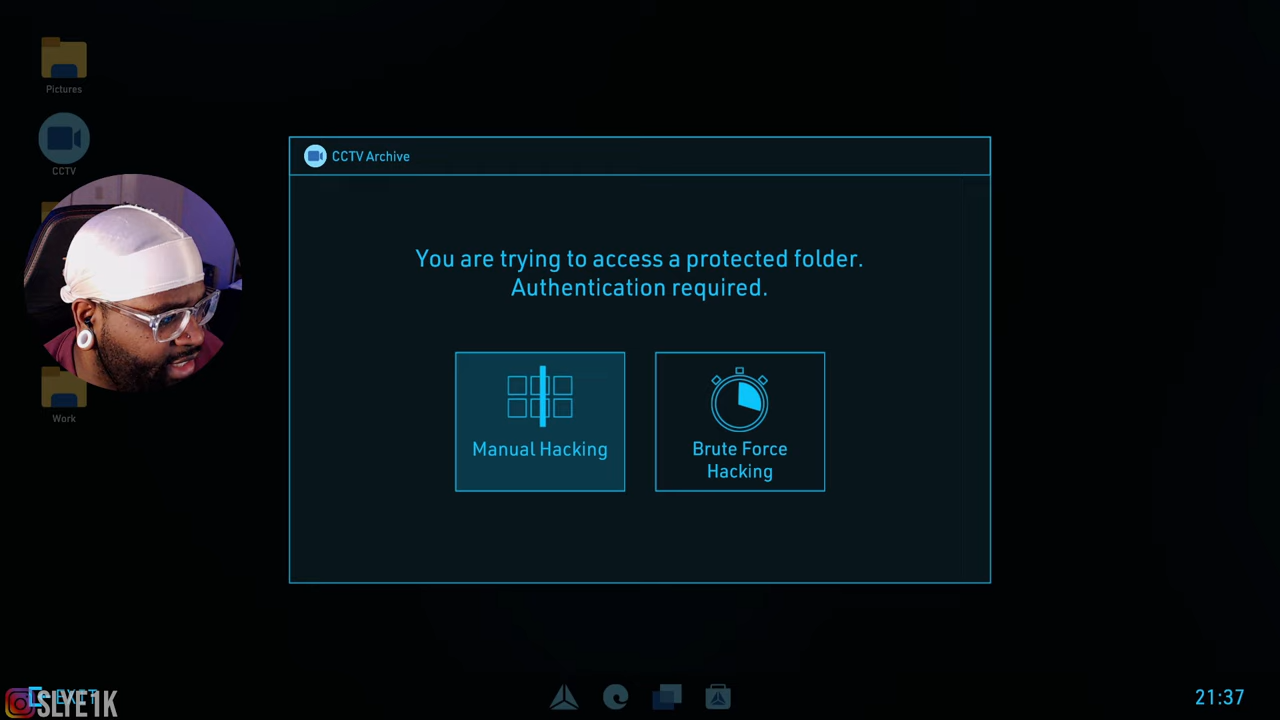 Pictures
CCTV
Work
CCTV Archive
You are trying to access a protected folder.
Authentication required.
Manual Hacking
Brute Force
Hacking
EXIT
SLYE1K
21:37